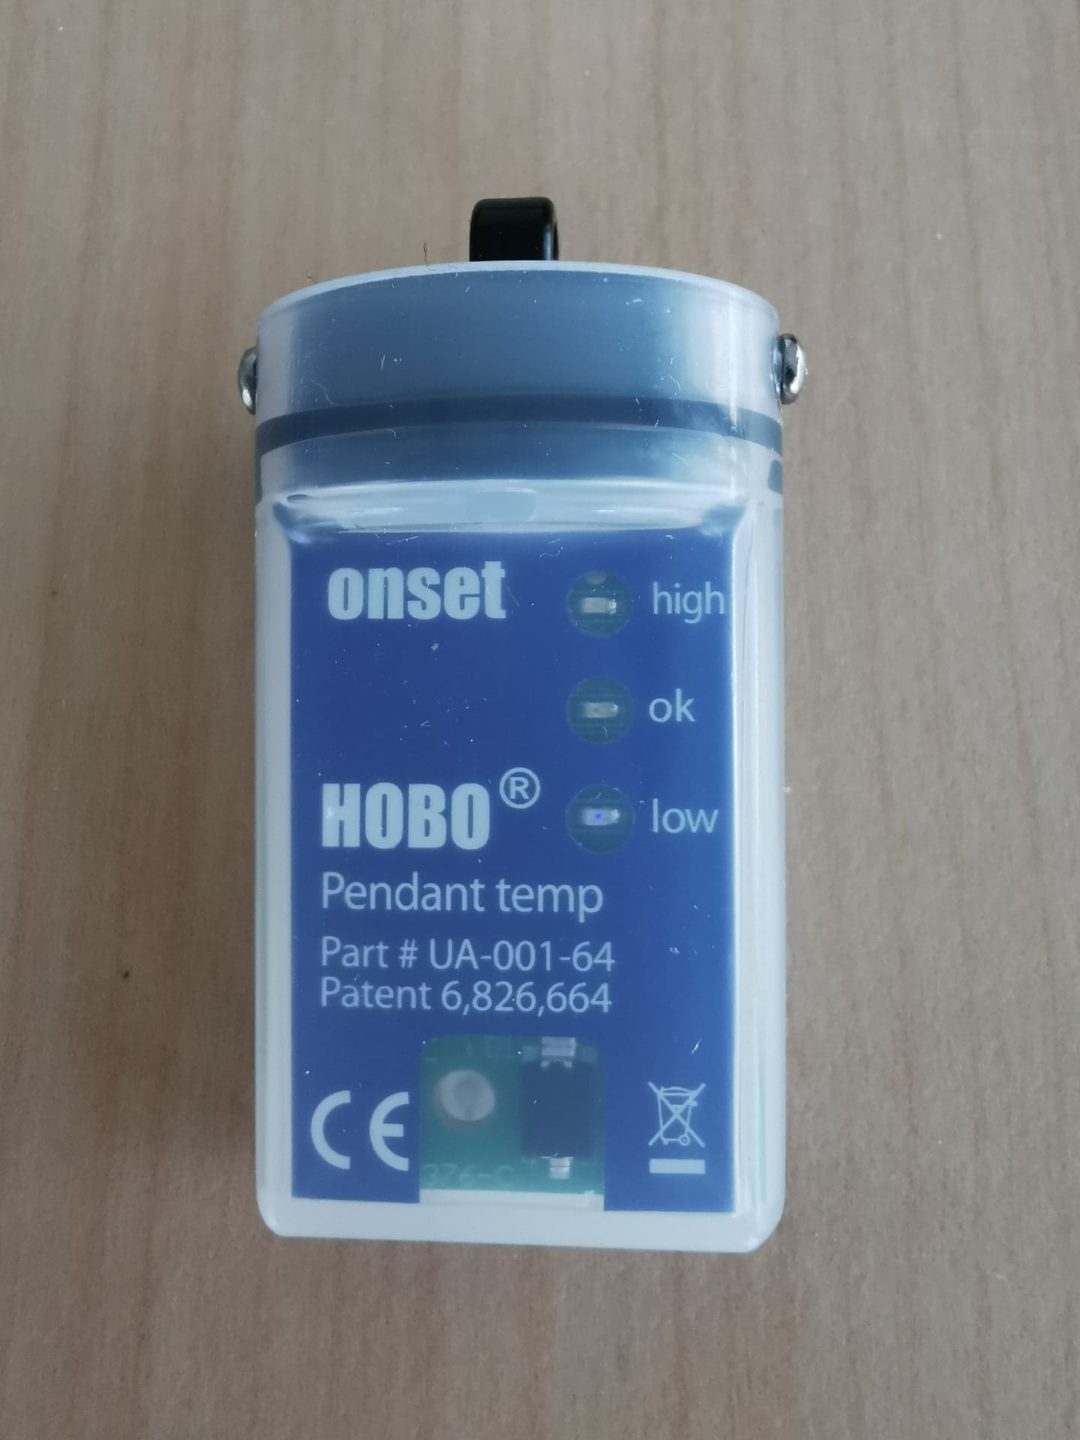 onset
high
ok
HOBO®
low
Pendant temp
Part # UA-001-64
Patent 6,826,664
CE